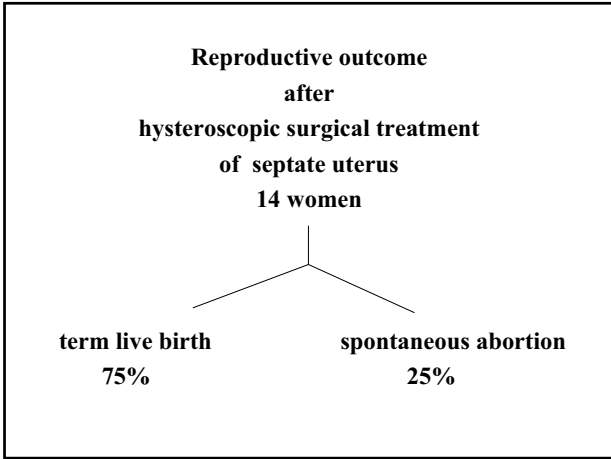 Reproductive outcome
after
hysteroscopic surgical treatment
of septate uterus
14 women
term live birth
75%
spontaneous abortion
25%